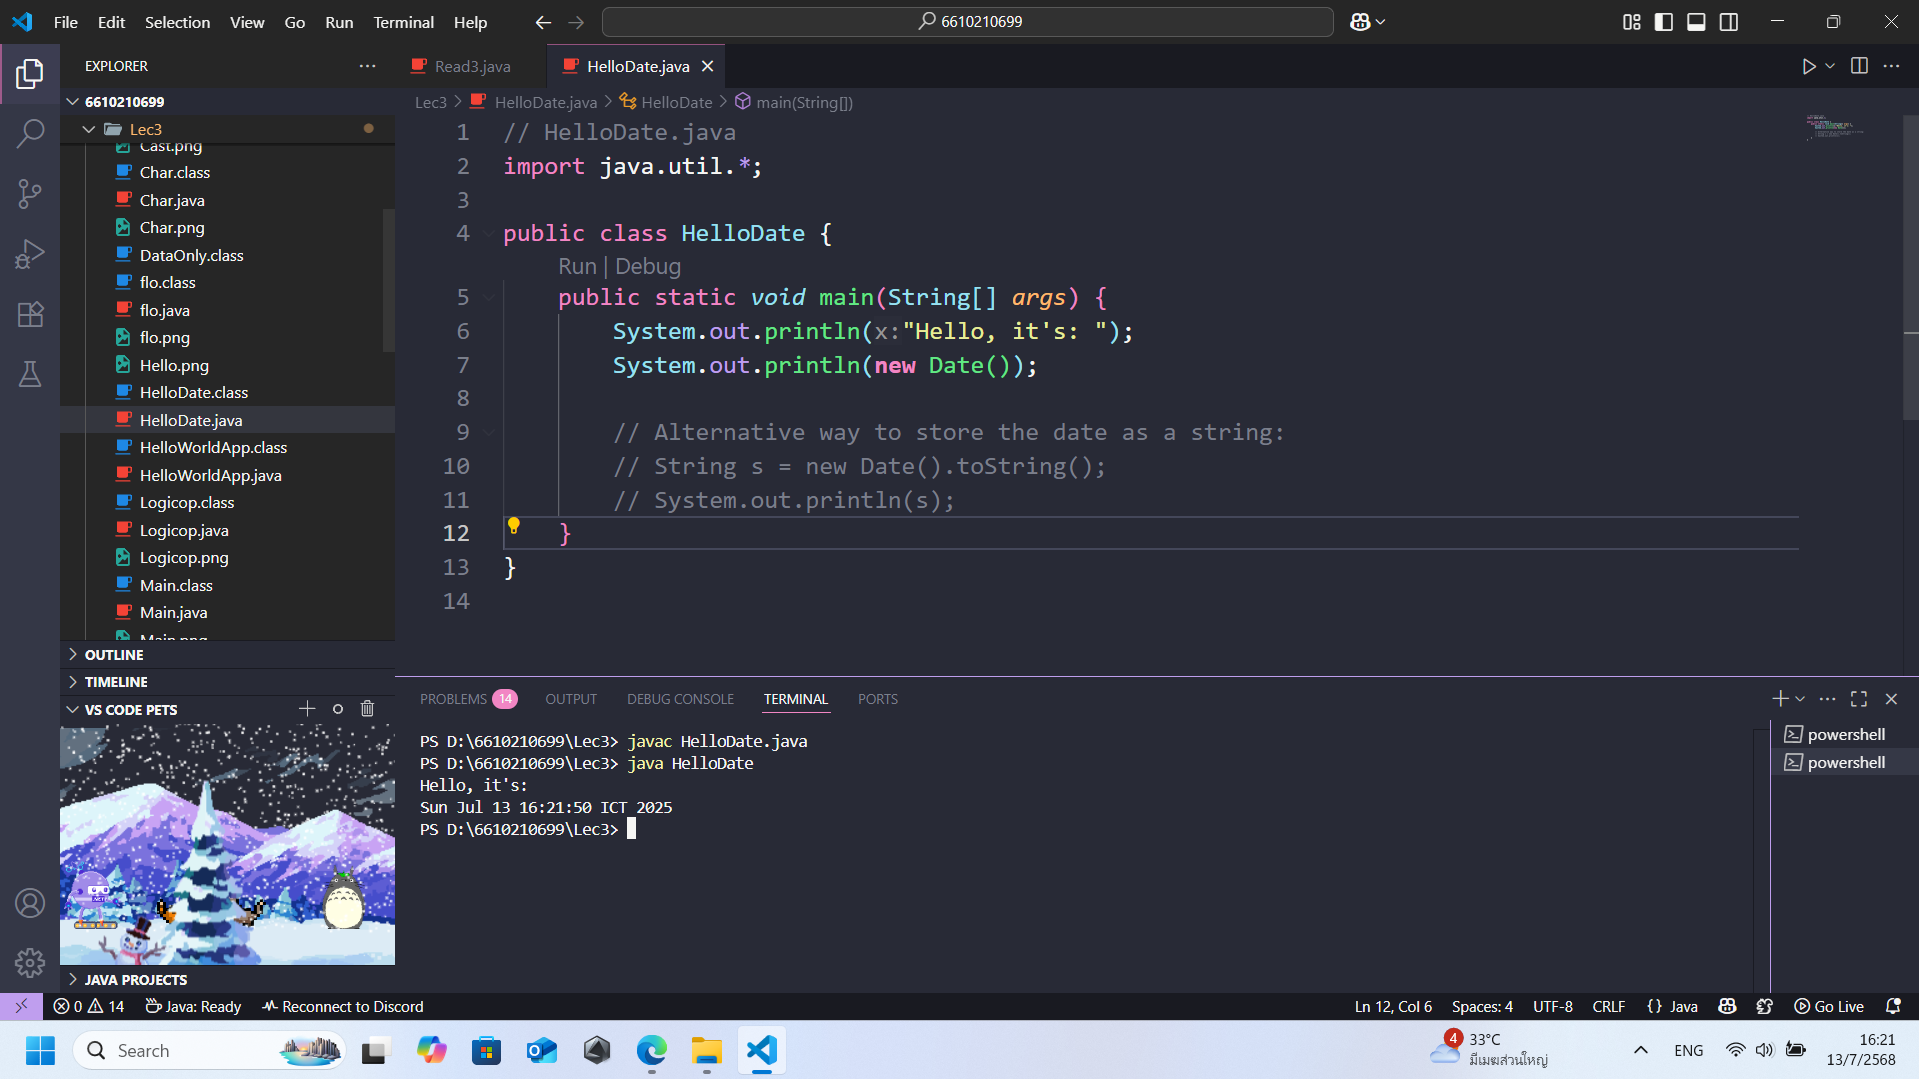 File Edit Selection View Go Run Terminal Help
6610210699
EXPLORER
6610210699
Lec3
Cast.png
Char.class
Char.java
Char.png
DataOnly.class
flo.class
flo.java
flo.png
Hello.png
HelloDate.class
HelloDate.java
HelloWorldApp.class
HelloWorldApp.java
Logicop.class
Logicop.java
Logicop.png
Main.class
Main.java
Main.png
OUTLINE
TIMELINE
VS CODE PETS
.NET
JAVA PROJECTS
Read3.java
HelloDate.java
Lec3 > HelloDate.java > HelloDate > main(String[])
1 // HelloDate.java
2 import java.util.*;
3
4 public class HelloDate {
Run | Debug
5 public static void main(String[] args) {
6 System.out.println(x:"Hello, it's: ");
7 System.out.println(new Date());
8
9 // Alternative way to store the date as a string:
10 // String s = new Date().toString();
11 // System.out.println(s);
12 }
13 }
14
PROBLEMS 14 OUTPUT DEBUG CONSOLE TERMINAL PORTS
PS D:\6610210699\Lec3> javac HelloDate.java
PS D:\6610210699\Lec3> java HelloDate
Hello, it's:
Sun Jul 13 16:21:50 ICT 2025
PS D:\6610210699\Lec3>
powershell
powershell
0 14 Java: Ready Reconnect to Discord
Ln 12, Col 6 Spaces: 4 UTF-8 CRLF {} Java Go Live
Search
4
33°C
มีเมฆส่วนใหญ่
ENG
16:21
13/7/2568